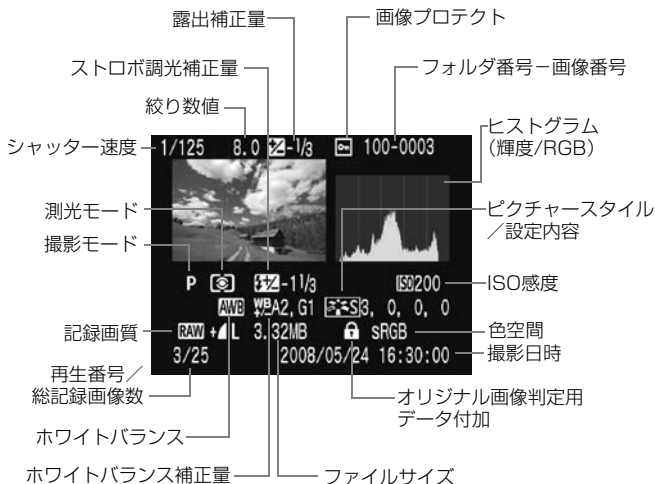 露出補正量
画像プロテクト
ストロボ調光補正量
フォルダ番号－画像番号
絞り数値
シャッター速度
1/125 8.0 -1/3 100-0003
ヒストグラム
（輝度/RGB）
測光モード
ピクチャースタイル
／設定内容
撮影モード
P -1 1/3 ISO 200
ISO感度
AWB WB A2, G1 S 3, 0, 0, 0
記録画質
RAW + L 3.32MB sRGB
色空間
3/25 2008/05/24 16:30:00
撮影日時
再生番号／
総記録画像数
オリジナル画像判定用
データ付加
ホワイトバランス
ホワイトバランス補正量
ファイルサイズ